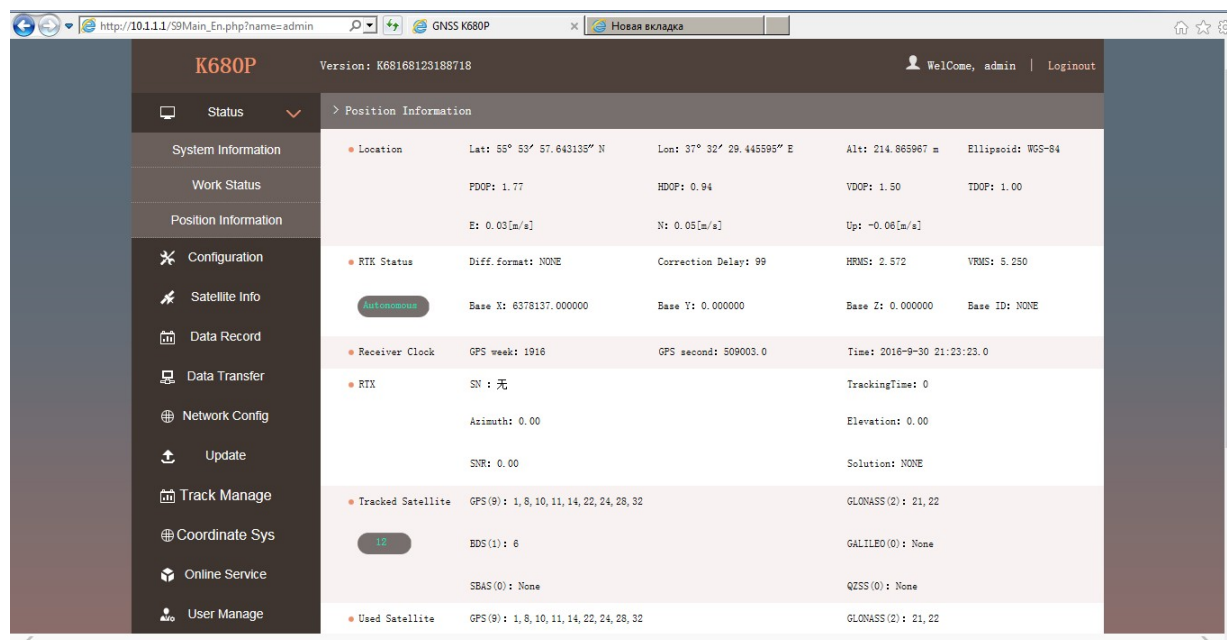 http://10.1.1.1/S9Main_En.php?name=admin GNSS K680P Новая вкладка
K680P Version: K68168123188718 WelCome, admin | Loginout
Status > Position Information
System Information
Work Status
Position Information
Configuration
Satellite Info
Data Record
Data Transfer
Network Config
Update
Track Manage
Coordinate Sys
Online Service
User Manage
Location Lat: 55° 53′ 57.643135″ N Lon: 37° 32′ 29.445595″ E Alt: 214.865967 m Ellipsoid: WGS-84
PDOP: 1.77 HDOP: 0.94 VDOP: 1.50 TDOP: 1.00
E: 0.03[m/s] N: 0.05[m/s] Up: -0.06[m/s]
RTK Status Diff.format: NONE Correction Delay: 99 HRMS: 2.572 VRMS: 5.250
Autonomous Base X: 6378137.000000 Base Y: 0.000000 Base Z: 0.000000 Base ID: NONE
Receiver Clock GPS week: 1916 GPS second: 509003.0 Time: 2016-9-30 21:23:23.0
RTX SN : 无 TrackingTime: 0
Azimuth: 0.00 Elevation: 0.00
SNR: 0.00 Solution: NONE
Tracked Satellite GPS(9): 1,8,10,11,14,22,24,28,32 GLONASS(2): 21,22
12 BDS(1): 6 GALILEO(0): None
SBAS(0): None QZSS(0): None
Used Satellite GPS(9): 1,8,10,11,14,22,24,28,32 GLONASS(2): 21,22